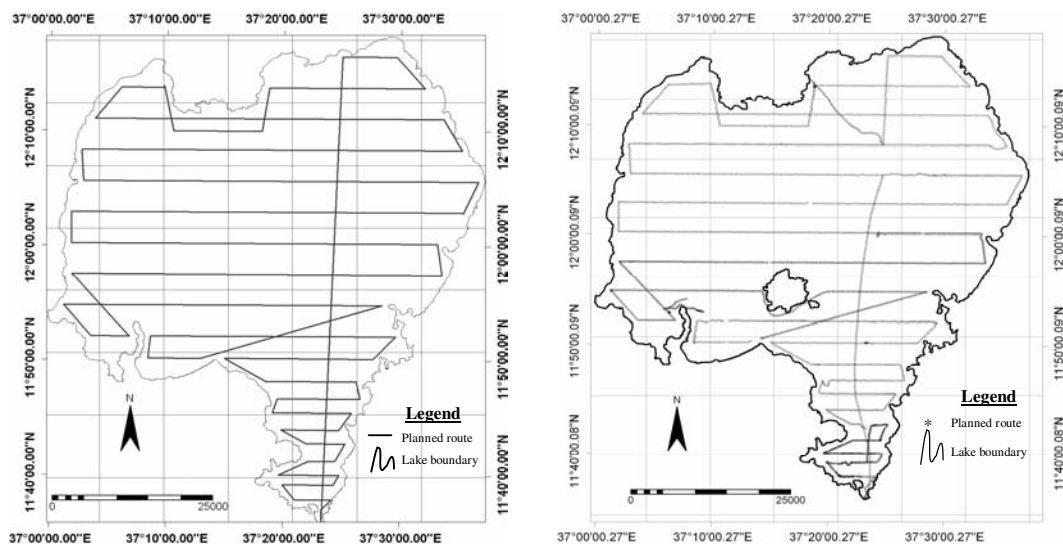 37°00'00.00"E 37°10'00.00"E 37°20'00.00"E 37°30'00.00"E
12°10'00.00"N
12°00'00.00"N
11°50'00.00"N
11°40'00.00"N
12°10'00.00"N
12°00'00.00"N
11°50'00.00"N
11°40'00.00"N
N
Legend
Planned route
Lake boundary
25000
37°00'00.00"E 37°10'00.00"E 37°20'00.00"E 37°30'00.00"E
37°00'00.27"E 37°10'00.27"E 37°20'00.27"E 37°30'00.27"E
12°10'00.09"N
12°00'00.09"N
11°50'00.09"N
11°40'00.08"N
12°10'00.09"N
12°00'00.09"N
11°50'00.09"N
11°40'00.08"N
N
Legend
* Planned route
Lake boundary
25000
37°00'00.27"E 37°10'00.27"E 37°20'00.27"E 37°30'00.27"E